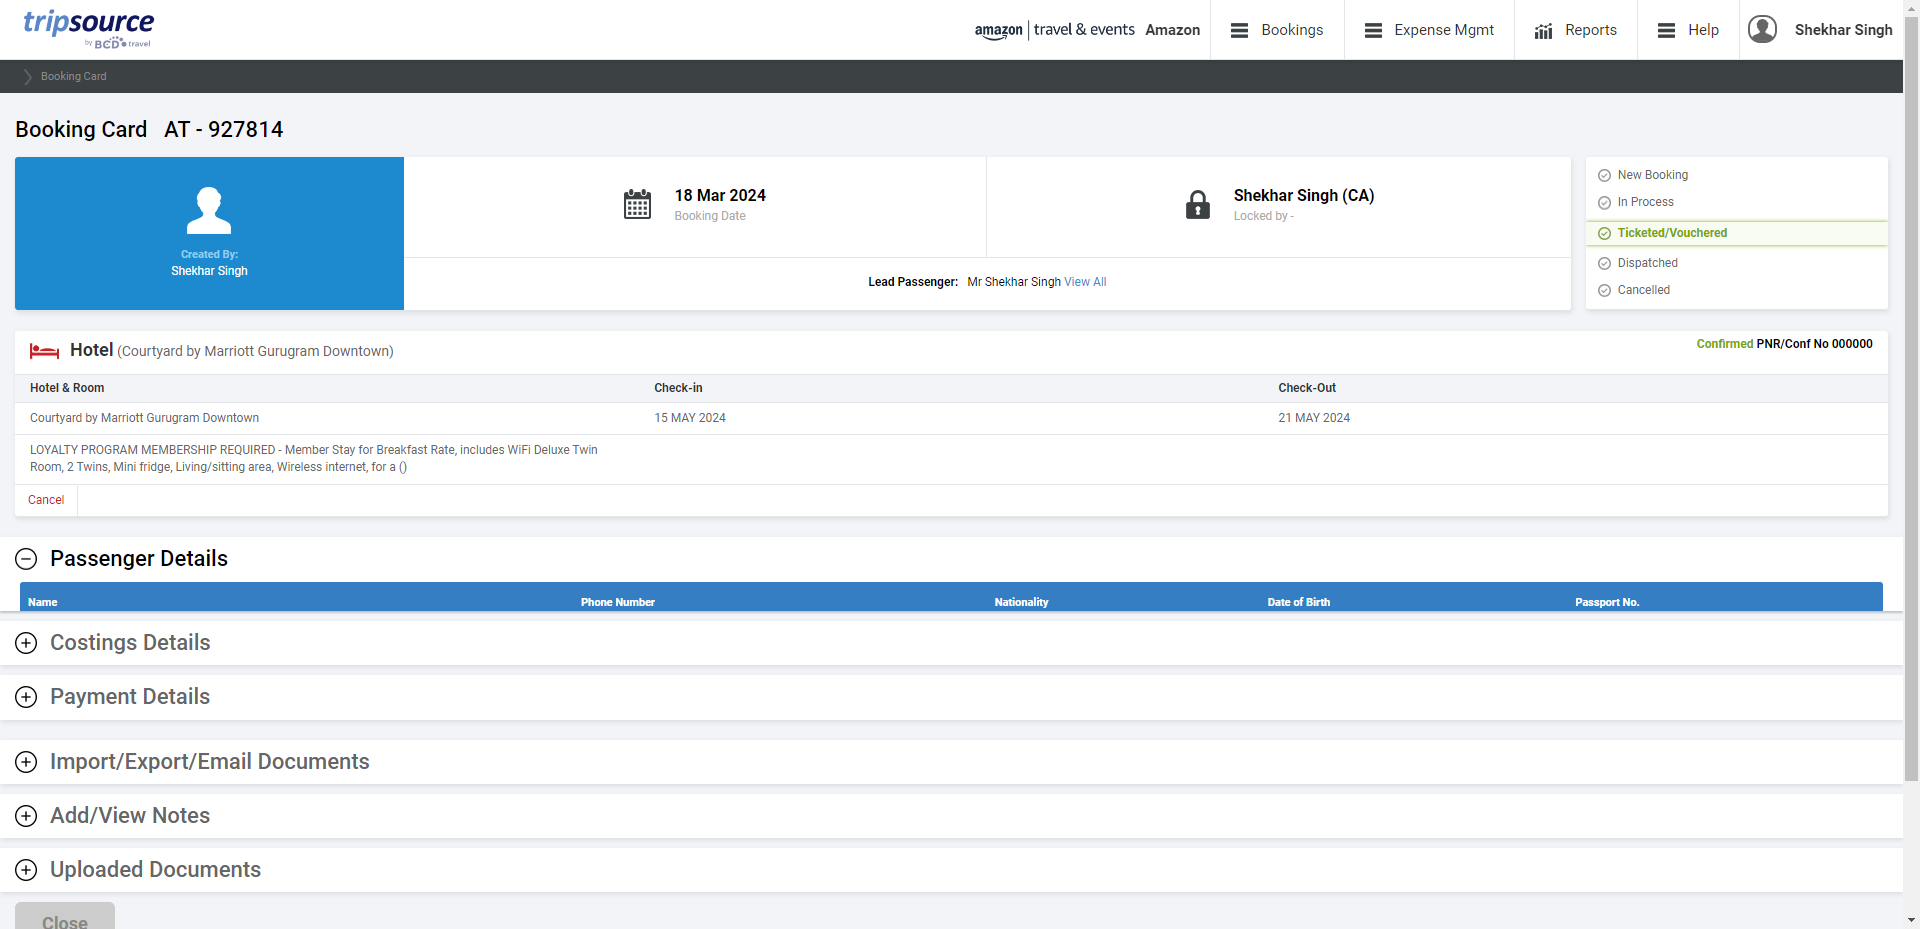 tripsource
by BCD travel
amazon | travel & events Amazon
Bookings
Expense Mgmt
Reports
Help
Shekhar Singh
Booking Card
Booking Card AT - 927814
Created By:
Shekhar Singh
18 Mar 2024
Booking Date
Shekhar Singh (CA)
Locked by -
Lead Passenger: Mr Shekhar Singh View All
New Booking
In Process
Ticketed/Vouchered
Dispatched
Cancelled
Hotel (Courtyard by Marriott Gurugram Downtown)
Confirmed PNR/Conf No 000000
Hotel & Room Check-in Check-Out
Courtyard by Marriott Gurugram Downtown 15 MAY 2024 21 MAY 2024
LOYALTY PROGRAM MEMBERSHIP REQUIRED - Member Stay for Breakfast Rate, includes WiFi Deluxe Twin
Room, 2 Twins, Mini fridge, Living/sitting area, Wireless internet, for a ()
Cancel
Passenger Details
Name Phone Number Nationality Date of Birth Passport No.
Costings Details
Payment Details
Import/Export/Email Documents
Add/View Notes
Uploaded Documents
Close